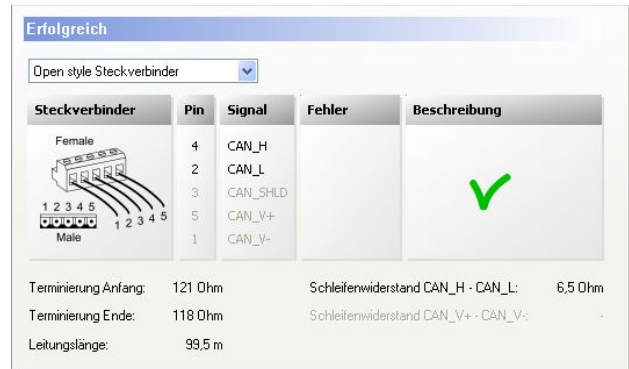 Erfolgreich
Open style Steckverbinder
Steckverbinder Pin Signal Fehler Beschreibung
Female
4 CAN_H
2 CAN_L
3 CAN_SHLD
5 CAN_V+
1 CAN_V-
1 2 3 4 5
1 2 3 4 5
Male
Terminierung Anfang: 121 Ohm Schleifenwiderstand CAN_H - CAN_L: 6,5 Ohm
Terminierung Ende: 118 Ohm Schleifenwiderstand CAN_V+ - CAN_V-: -
Leitungslänge: 99,5 m